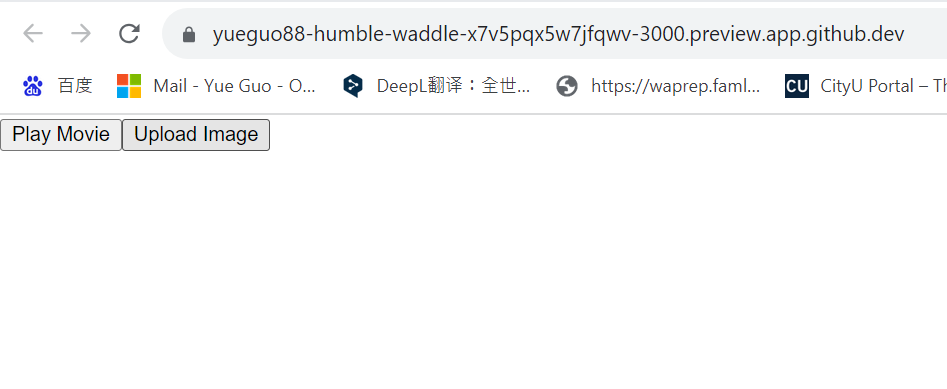 yueguo88-humble-waddle-x7v5pqx5w7jfqwv-3000.preview.app.github.dev
du 百度 Mail - Yue Guo - O... DeepL翻译：全世... https://waprep.faml... CU CityU Portal – Th
Play Movie Upload Image